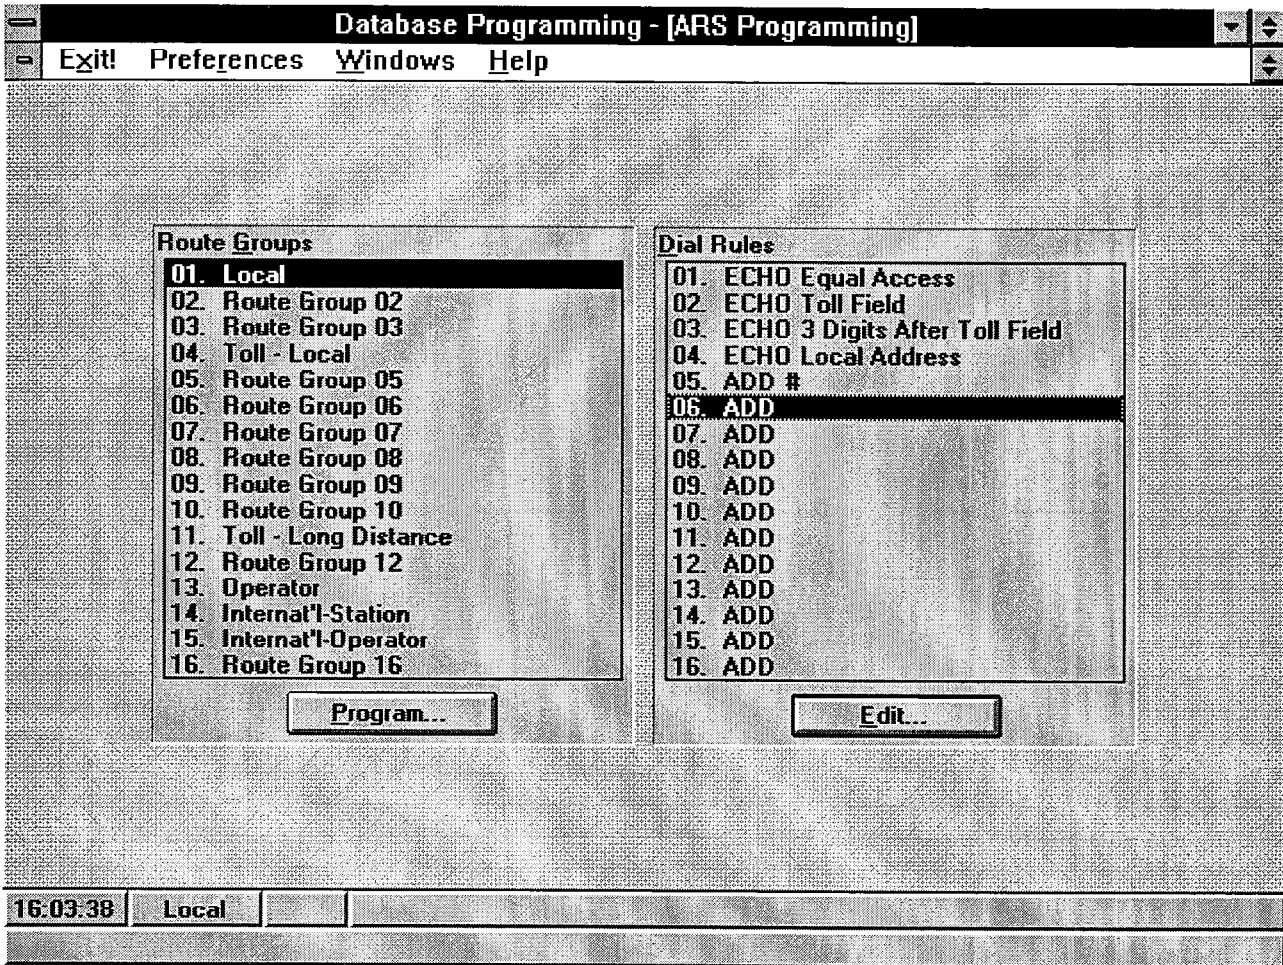 Database Programming - [ARS Programming]
Exit! Preferences Windows Help
Route Groups
01. Local
02. Route Group 02
03. Route Group 03
04. Toll - Local
05. Route Group 05
06. Route Group 06
07. Route Group 07
08. Route Group 08
09. Route Group 09
10. Route Group 10
11. Toll - Long Distance
12. Route Group 12
13. Operator
14. Internat'l-Station
15. Internat'l-Operator
16. Route Group 16
Program...
Dial Rules
01. ECHO Equal Access
02. ECHO Toll Field
03. ECHO 3 Digits After Toll Field
04. ECHO Local Address
05. ADD #
06. ADD
07. ADD
08. ADD
09. ADD
10. ADD
11. ADD
12. ADD
13. ADD
14. ADD
15. ADD
16. ADD
Edit...
16:03:38 Local